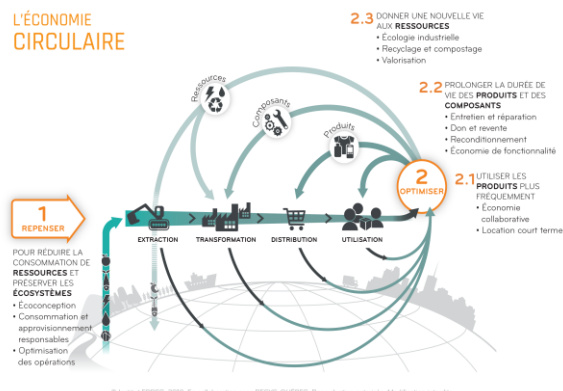 L'ÉCONOMIE
CIRCULAIRE
2.3 DONNER UNE NOUVELLE VIE
AUX RESSOURCES
• Écologie industrielle
• Recyclage et compostage
• Valorisation
2.2 PROLONGER LA DURÉE DE
VIE DES PRODUITS ET DES
COMPOSANTS
• Entretien et réparation
• Don et revente
• Reconditionnement
• Économie de fonctionnalité
Ressources
Composants
Produits
2
OPTIMISER
2.1 UTILISER LES
PRODUITS PLUS
FRÉQUEMMENT
• Économie
collaborative
• Location court terme
1
REPENSER
EXTRACTION
TRANSFORMATION
DISTRIBUTION
UTILISATION
POUR RÉDUIRE LA
CONSOMMATION DE
RESSOURCES ET
PRÉSERVER LES
ÉCOSYSTÈMES
• Écoconception
• Consommation et
approvisionnement
responsables
• Optimisation
des opérations